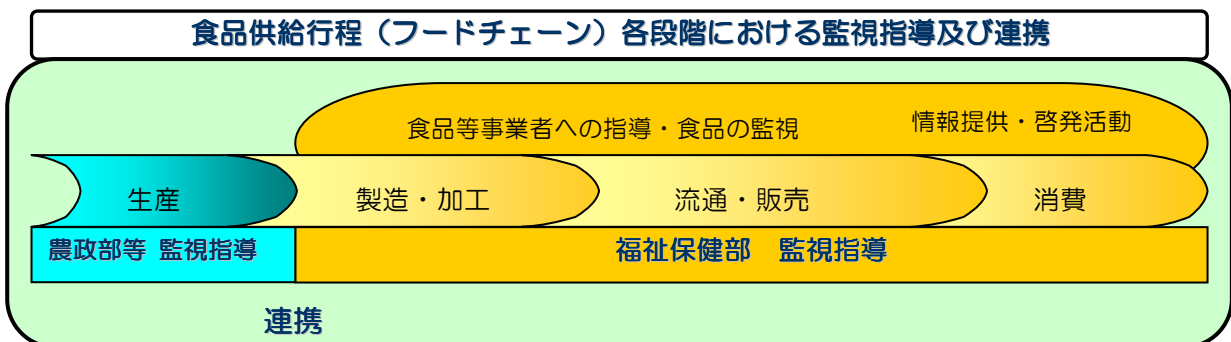 食品供給行程（フードチェーン）各段階における監視指導及び連携
食品等事業者への指導・食品の監視
情報提供・啓発活動
生産
製造・加工
流通・販売
消費
農政部等 監視指導
福祉保健部　監視指導
連携